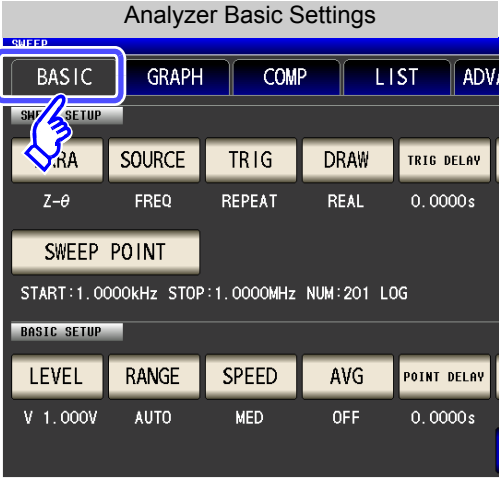 Analyzer Basic Settings
SWEEP
BASIC GRAPH COMP LIST
SETUP
SOURCE TRIG DRAW TRIG DELAY
Z-θ FREQ REPEAT REAL 0.0000s
SWEEP POINT
START:1.0000kHz STOP:1.0000MHz NUM:201 LOG
BASIC SETUP
LEVEL RANGE SPEED AVG POINT DELAY
V 1.000V AUTO MED OFF 0.0000s